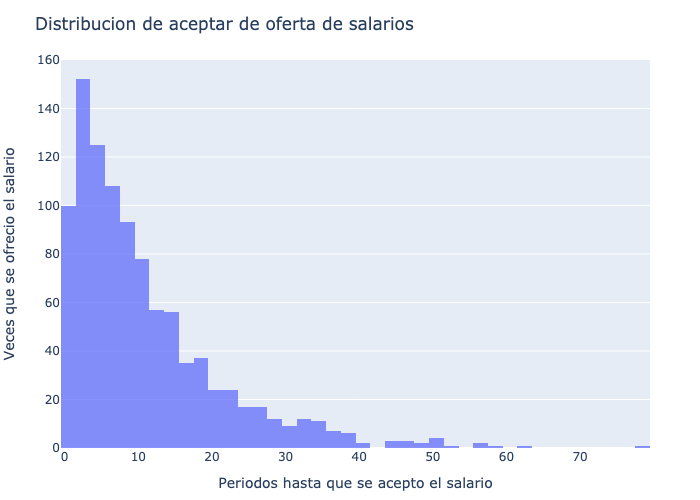 Distribucion de aceptar de oferta de salarios
Veces que se ofrecio el salario
160
140
120
100
80
60
40
20
0
0 10 20 30 40 50 60 70
Periodos hasta que se acepto el salario